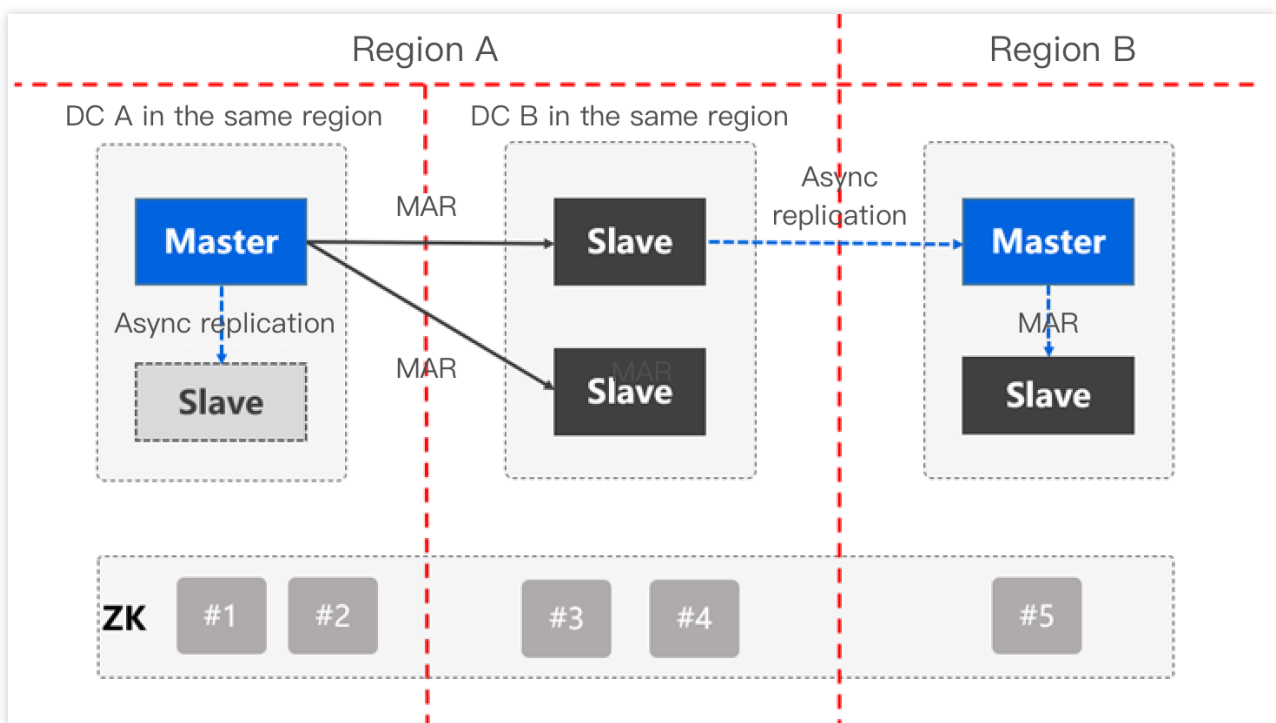 Region A
Region B
DC A in the same region
DC B in the same region
Async
replication
MAR
Master
Slave
Master
Async replication
MAR
MAR
MAR
Slave
Slave
Slave
ZK
#1
#2
#3
#4
#5